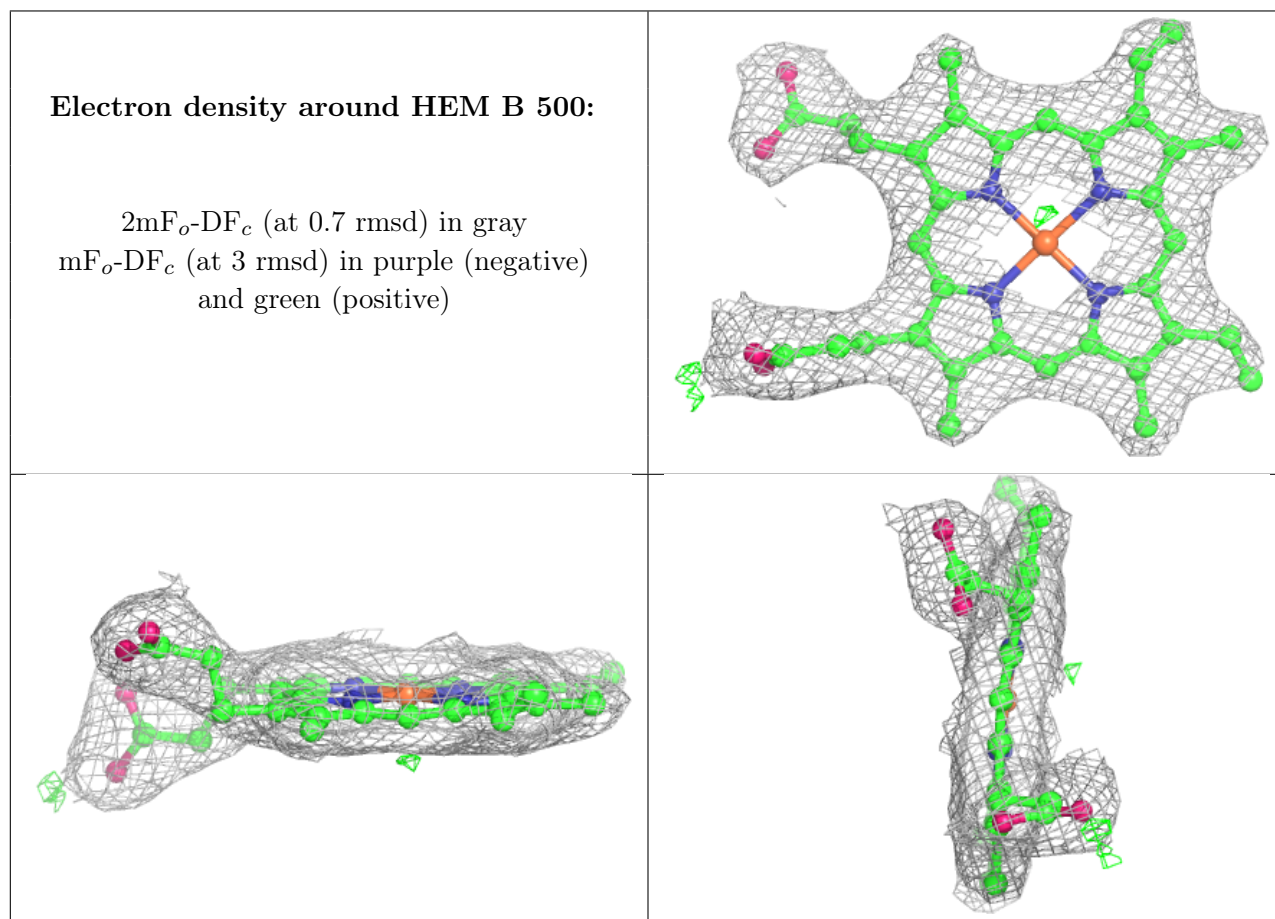 Electron density around HEM B 500:
2mFo-DFc (at 0.7 rmsd) in gray
mFo-DFc (at 3 rmsd) in purple (negative)
and green (positive)